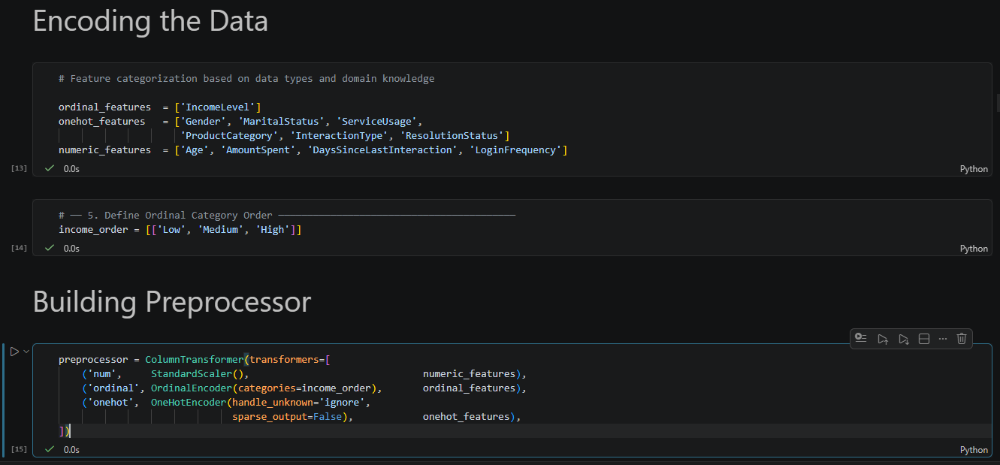 Encoding the Data
# Feature categorization based on data types and domain knowledge
ordinal_features  = ['IncomeLevel']
onehot_features   = ['Gender', 'MaritalStatus', 'ServiceUsage',
                     'ProductCategory', 'InteractionType', 'ResolutionStatus']
numeric_features  = ['Age', 'AmountSpent', 'DaysSinceLastInteraction', 'LoginFrequency']
[13] 0.0s Python
# —— 5. Define Ordinal Category Order —————————————————————————————————————————
income_order = [['Low', 'Medium', 'High']]
[14] 0.0s Python
Building Preprocessor
preprocessor = ColumnTransformer(transformers=[
    ('num',     StandardScaler(),                              numeric_features),
    ('ordinal', OrdinalEncoder(categories=income_order),       ordinal_features),
    ('onehot',  OneHotEncoder(handle_unknown='ignore',
                              sparse_output=False),            onehot_features),
])
[15] 0.0s Python